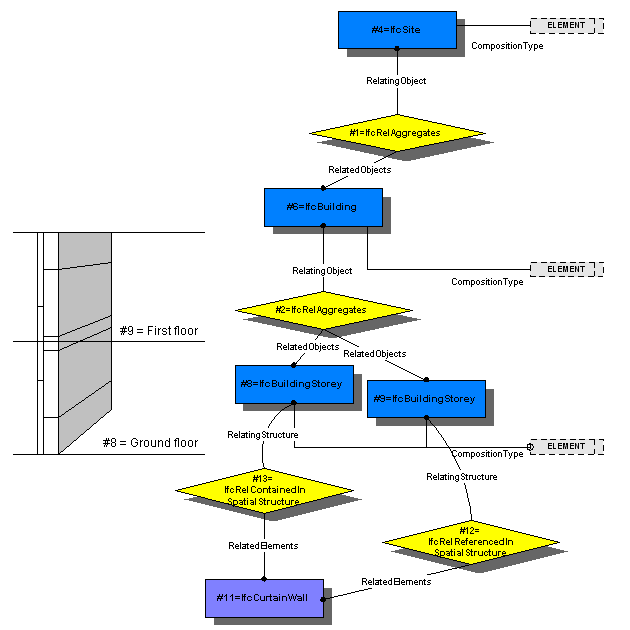 #4=IfcSite
ELEMENT
CompositionType
RelatingObject
#1=IfcRelAggregates
RelatedObjects
#6=IfcBuilding
RelatingObject
ELEMENT
CompositionType
#2=IfcRelAggregates
#9 = First floor
RelatedObjects
RelatedObjects
#8=IfcBuildingStorey
#9=IfcBuildingStorey
#8 = Ground floor
RelatingStructure
ELEMENT
CompositionType
#13=
IfcRelContainedIn
SpatialStructure
RelatingStructure
#12=
IfcRelReferencedIn
SpatialStructure
RelatedElements
RelatedElements
#11=IfcCurtainWall